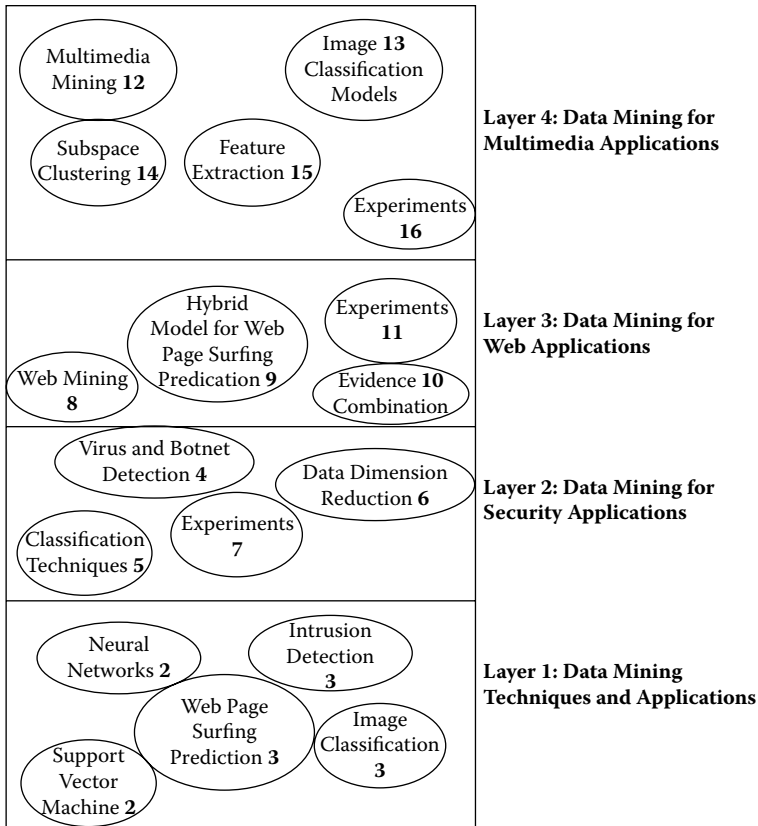 Multimedia
Mining 12
Image 13
Classification
Models
Subspace
Clustering 14
Feature
Extraction 15
Experiments
16
Layer 4: Data Mining for
Multimedia Applications
Hybrid
Model for Web
Page Surfing
Predication 9
Experiments
11
Web Mining
8
Evidence 10
Combination
Layer 3: Data Mining for
Web Applications
Virus and Botnet
Detection 4
Data Dimension
Reduction 6
Classification
Techniques 5
Experiments
7
Layer 2: Data Mining for
Security Applications
Neural
Networks 2
Intrusion
Detection
3
Web Page
Surfing
Prediction 3
Image
Classification
3
Support
Vector
Machine 2
Layer 1: Data Mining
Techniques and Applications